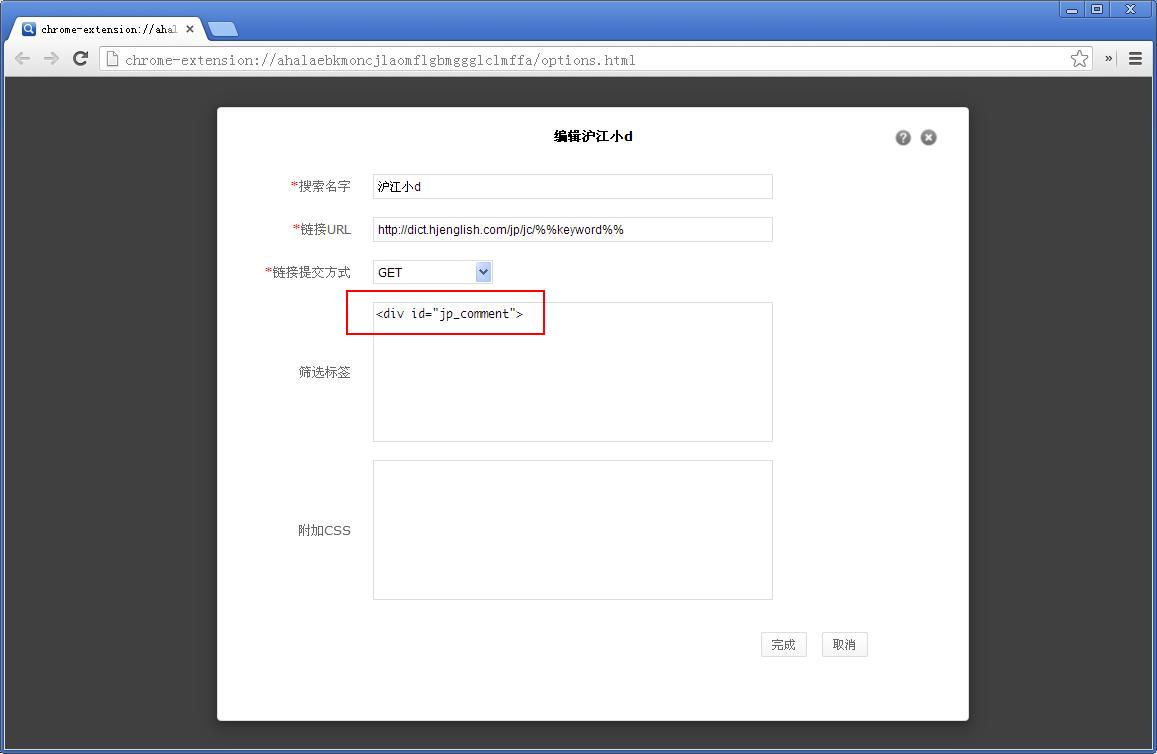 chrome-extension://ahal
chrome-extension://ahalaebkmoncjlaomflgbmggglclmffa/options.html
编辑沪江小d
*搜索名字
沪江小d
*链接URL
http://dict.hjenglish.com/jp/jc/%%keyword%%
*链接提交方式
GET
<div id="jp_comment">
筛选标签
附加CSS
完成
取消